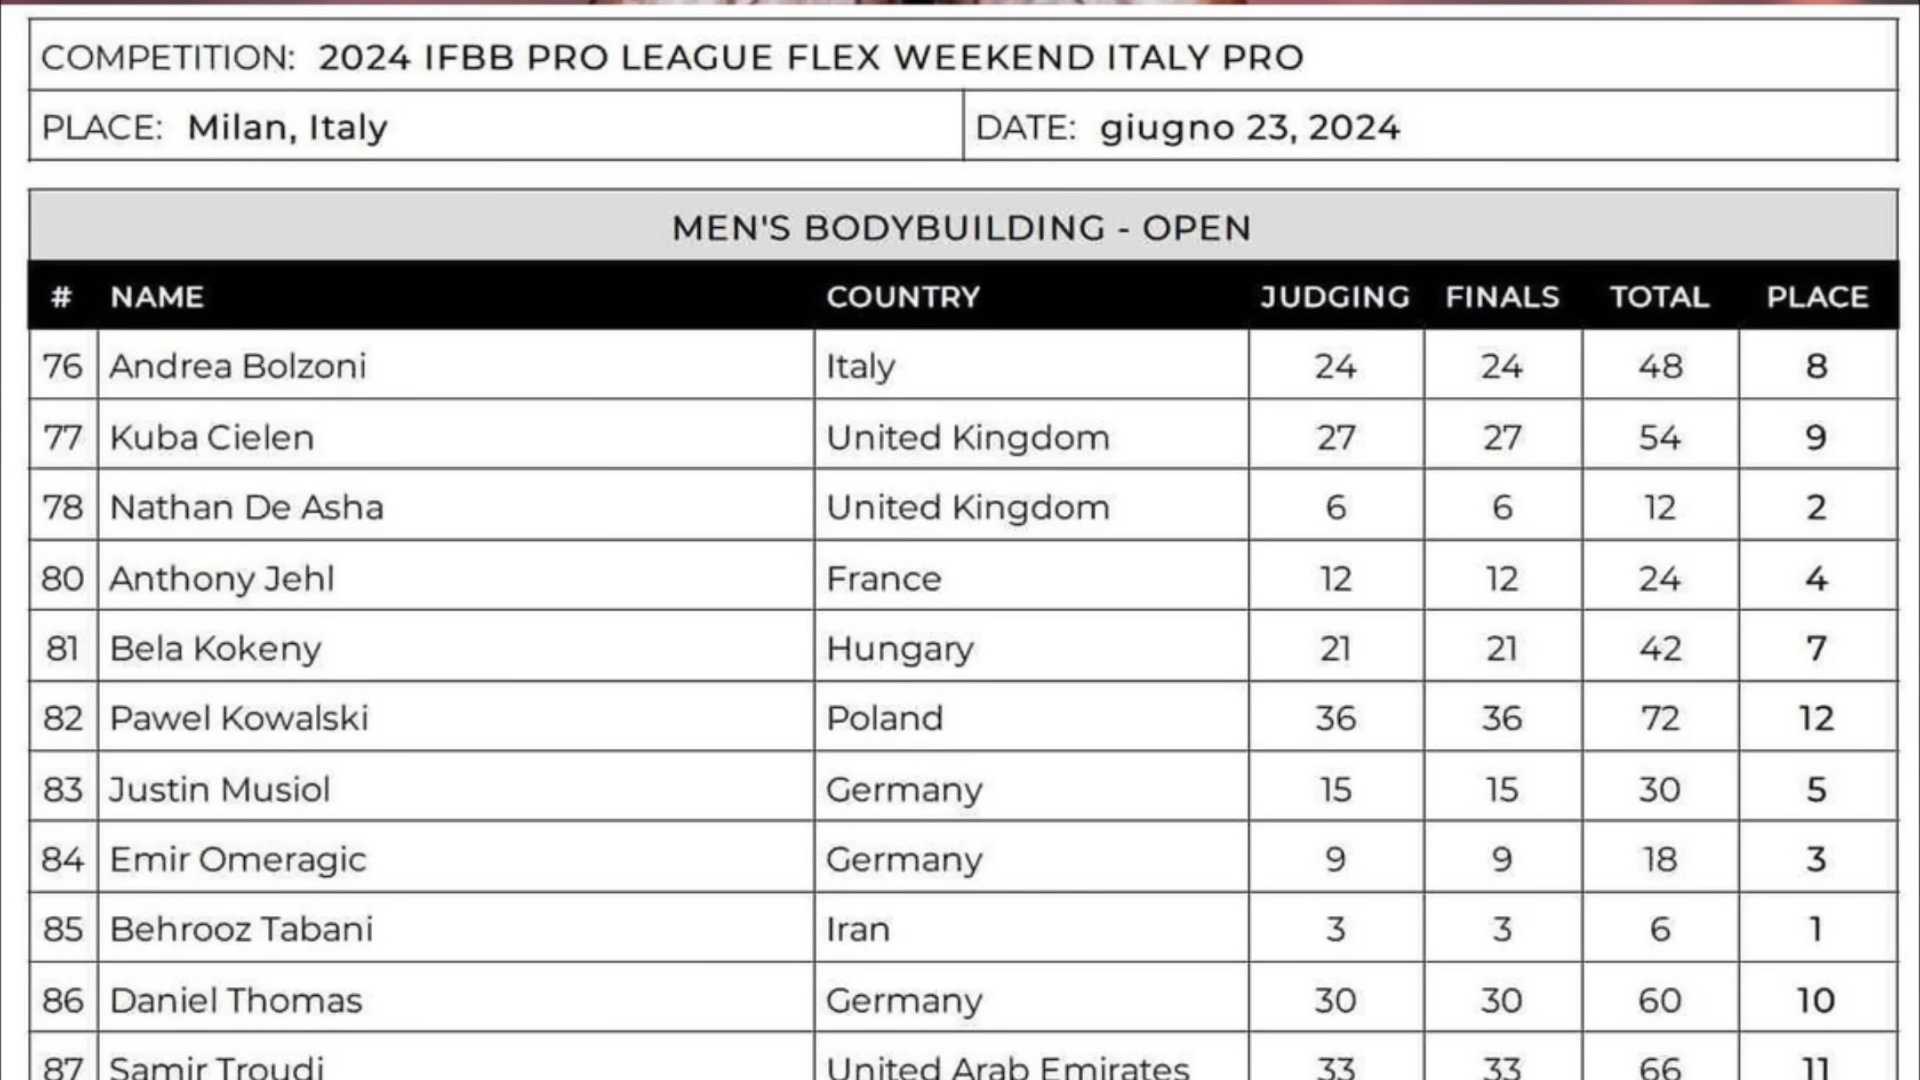 COMPETITION: 2024 IFBB PRO LEAGUE FLEX WEEKEND ITALY PRO
PLACE: Milan, Italy DATE: giugno 23, 2024
MEN'S BODYBUILDING - OPEN
# NAME COUNTRY JUDGING FINALS TOTAL PLACE
76 Andrea Bolzoni Italy 24 24 48 8
77 Kuba Cielen United Kingdom 27 27 54 9
78 Nathan De Asha United Kingdom 6 6 12 2
80 Anthony Jehl France 12 12 24 4
81 Bela Kokeny Hungary 21 21 42 7
82 Pawel Kowalski Poland 36 36 72 12
83 Justin Musiol Germany 15 15 30 5
84 Emir Omeragic Germany 9 9 18 3
85 Behrooz Tabani Iran 3 3 6 1
86 Daniel Thomas Germany 30 30 60 10
87 Samir Troudi United Arab Emirates 33 33 66 11